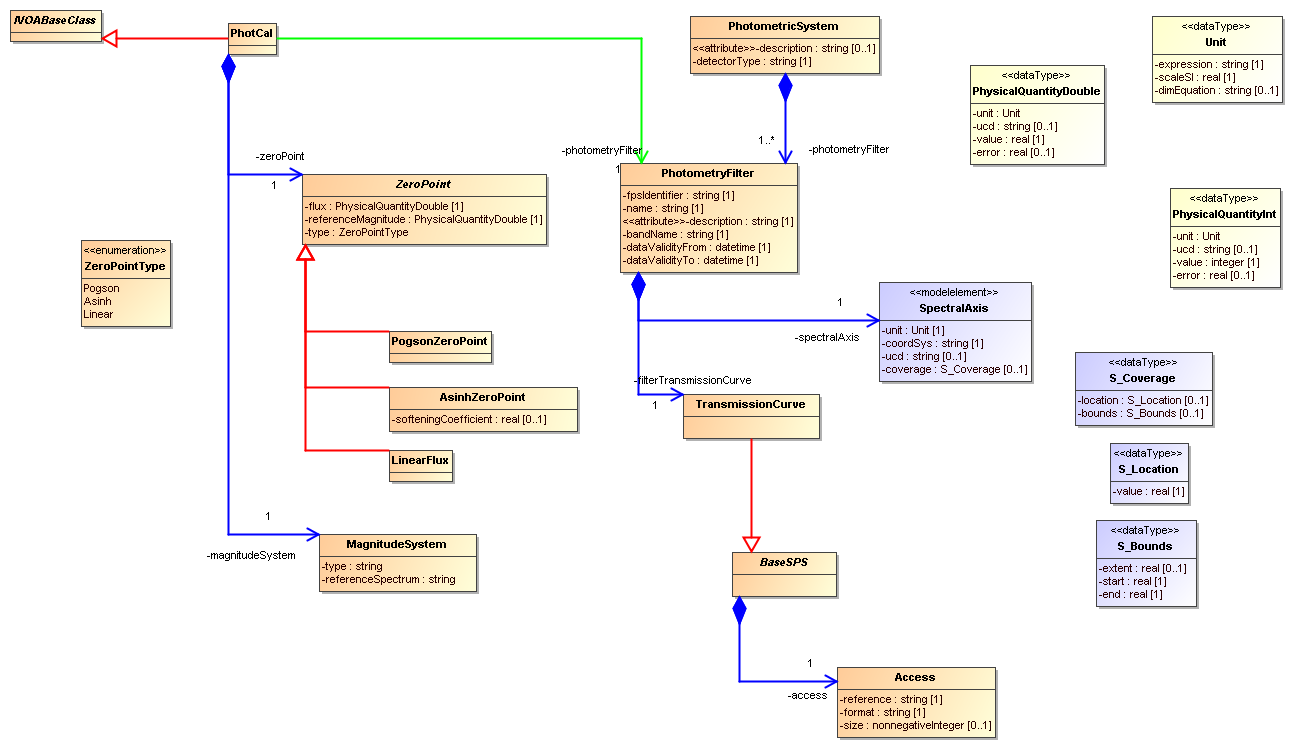 IVOABaseClass
PhotCal
PhotometricSystem
<<attribute>>-description : string [0..1]
-detectorType : string [1]
<<dataType>>
Unit
-expression : string [1]
-scaleSI : real [1]
-dimEquation : string [0..1]
<<dataType>>
PhysicalQuantityDouble
-unit : Unit
-ucd : string [0..1]
-value : real [1]
-error : real [0..1]
-zeroPoint
1
-photometryFilter
1
1..*
-photometryFilter
ZeroPoint
-flux : PhysicalQuantityDouble [1]
-referenceMagnitude : PhysicalQuantityDouble [1]
-type : ZeroPointType
PhotometryFilter
-fpsIdentifier : string [1]
-name : string [1]
<<attribute>>-description : string [1]
-bandName : string [1]
-dataValidityFrom : datetime [1]
-dataValidityTo : datetime [1]
<<dataType>>
PhysicalQuantityInt
-unit : Unit
-ucd : string [0..1]
-value : integer [1]
-error : real [0..1]
<<enumeration>>
ZeroPointType
Pogson
Asinh
Linear
1
-spectralAxis
<<modelelement>>
SpectralAxis
-unit : Unit [1]
-coordSys : string [1]
-ucd : string [0..1]
-coverage : S_Coverage [0..1]
PogsonZeroPoint
-filterTransmissionCurve
1
TransmissionCurve
<<dataType>>
S_Coverage
-location : S_Location [0..1]
-bounds : S_Bounds [0..1]
AsinhZeroPoint
-softeningCoefficient : real [0..1]
LinearFlux
<<dataType>>
S_Location
-value : real [1]
1
-magnitudeSystem
MagnitudeSystem
-type : string
-referenceSpectrum : string
<<dataType>>
S_Bounds
-extent : real [0..1]
-start : real [1]
-end : real [1]
BaseSPS
1
-access
Access
-reference : string [1]
-format : string [1]
-size : nonnegativeInteger [0..1]